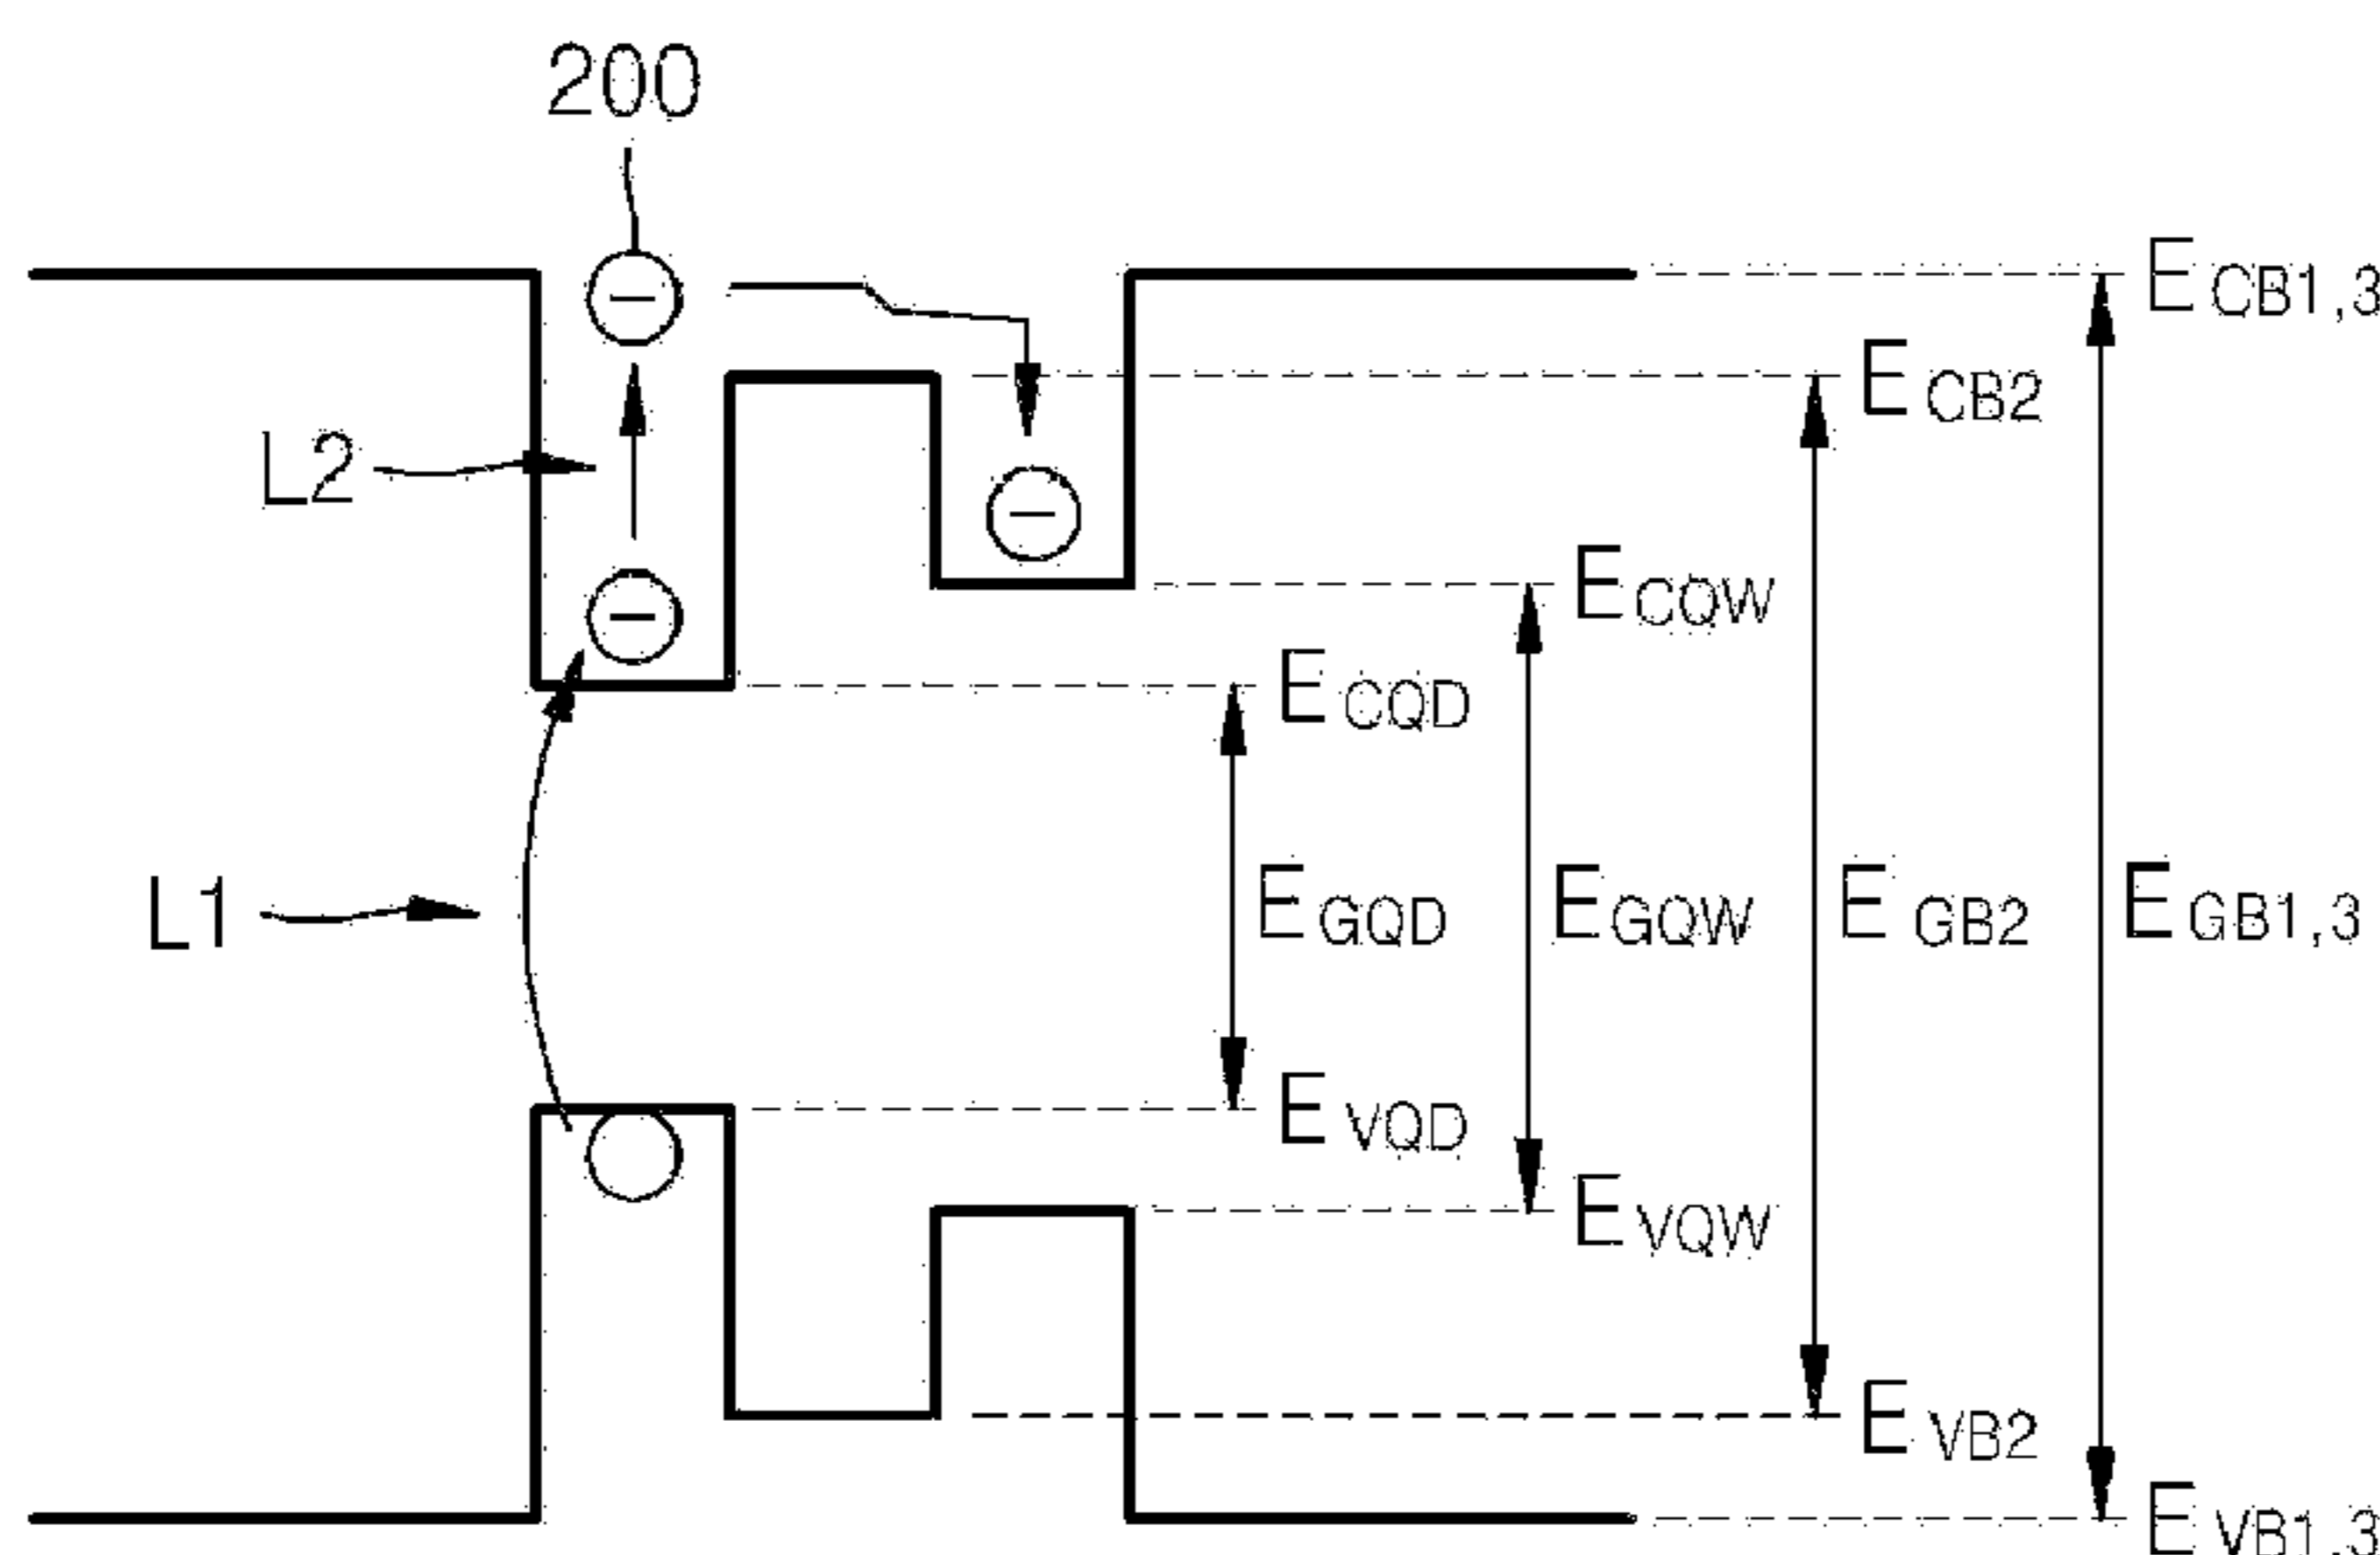 200
E CB1,3
E CB2
L2
E CQW
E CQD
L1
E GQD
E GQW
E GB2
E GB1,3
E VQD
E VQW
E VB2
E VB1,3